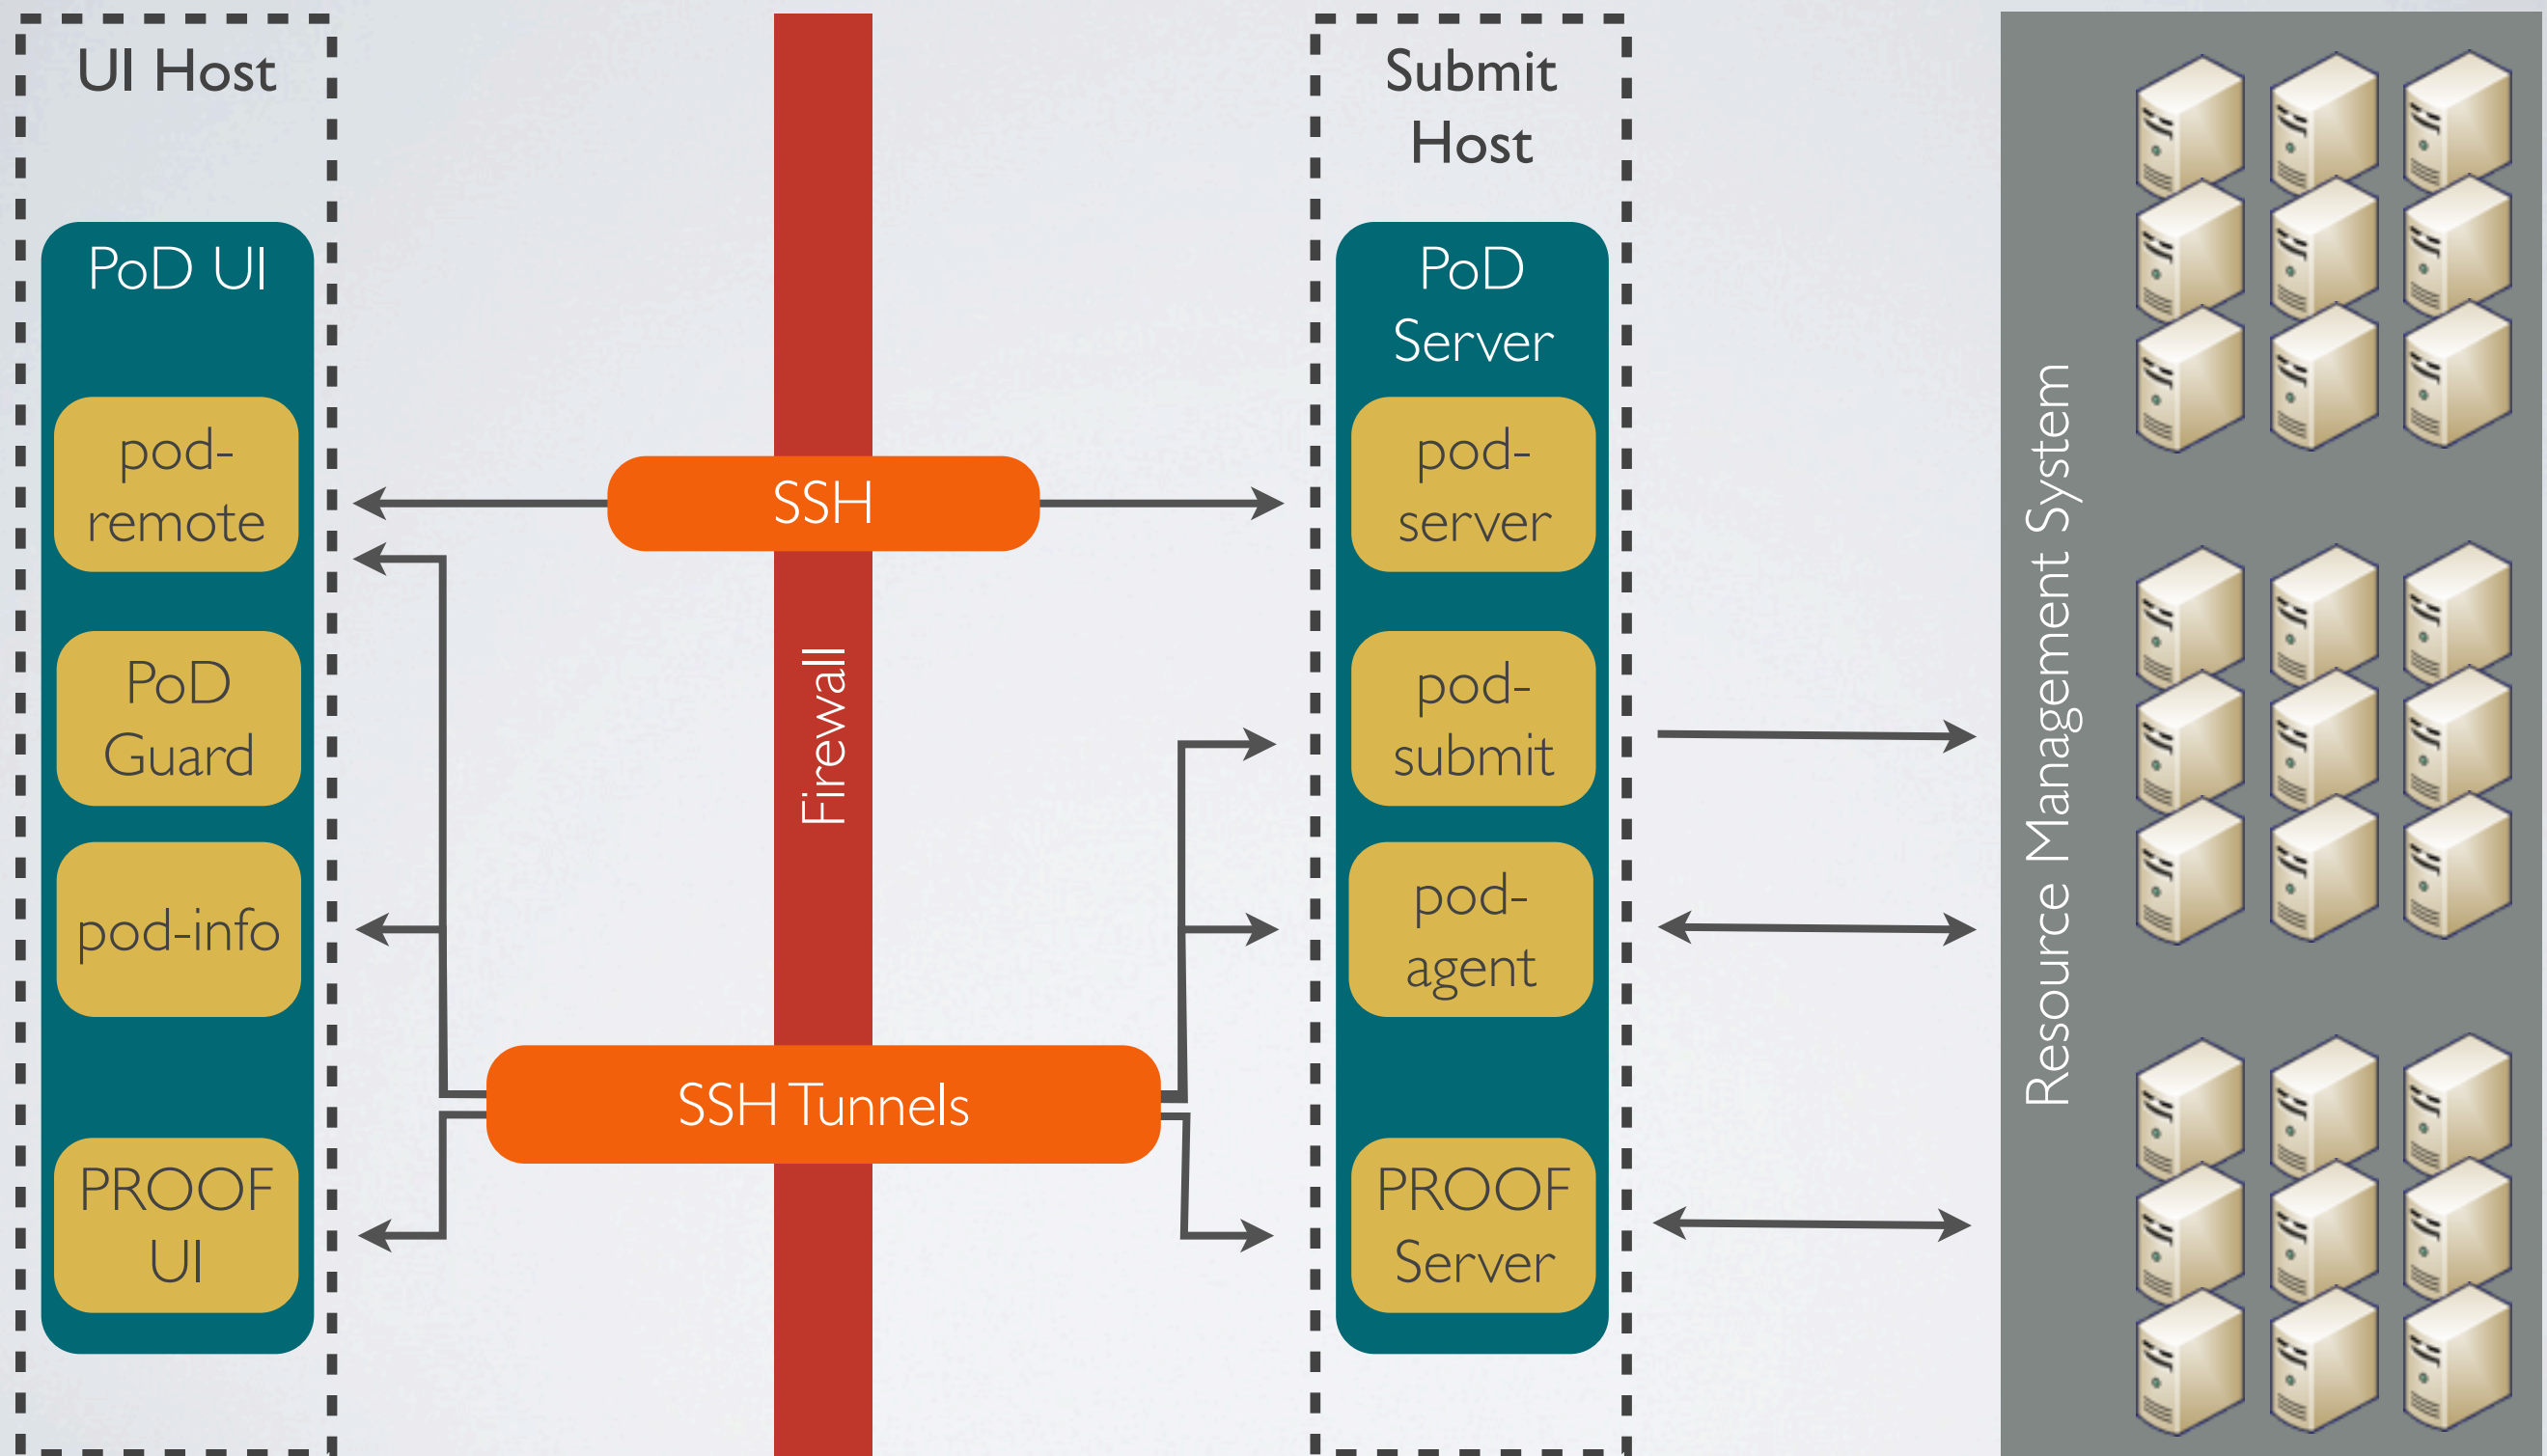 UI Host
PoD UI
pod-
remote
PoD
Guard
pod-info
PROOF
UI
SSH
Firewall
SSH Tunnels
Submit
Host
PoD
Server
pod-
server
pod-
submit
pod-
agent
PROOF
Server
Resource Management System